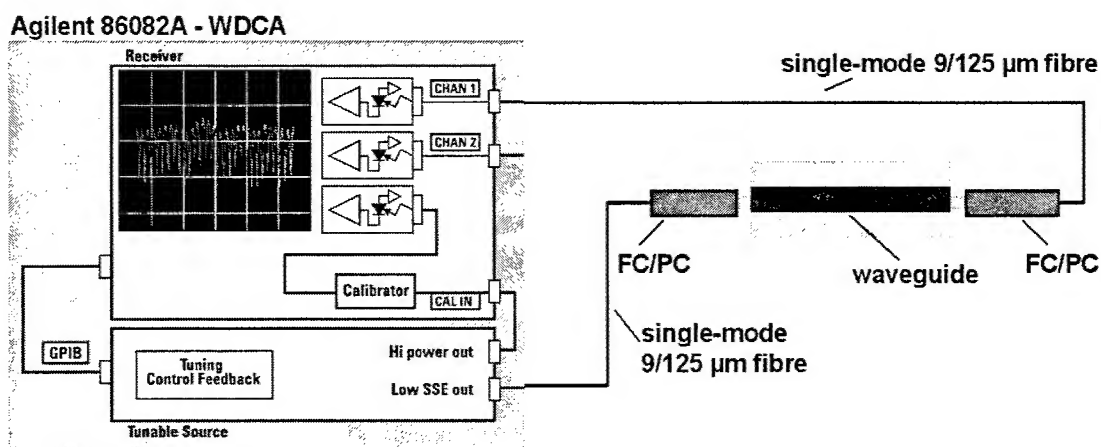 Agilent 86082A - WDCA
Receiver
CHAN 1
CHAN 2
Calibrator
CAL IN
GPIB
Tuning
Control Feedback
Hi power out
Low SSE out
Tunable Source
single-mode 9/125 µm fibre
FC/PC
waveguide
FC/PC
single-mode
9/125 µm fibre